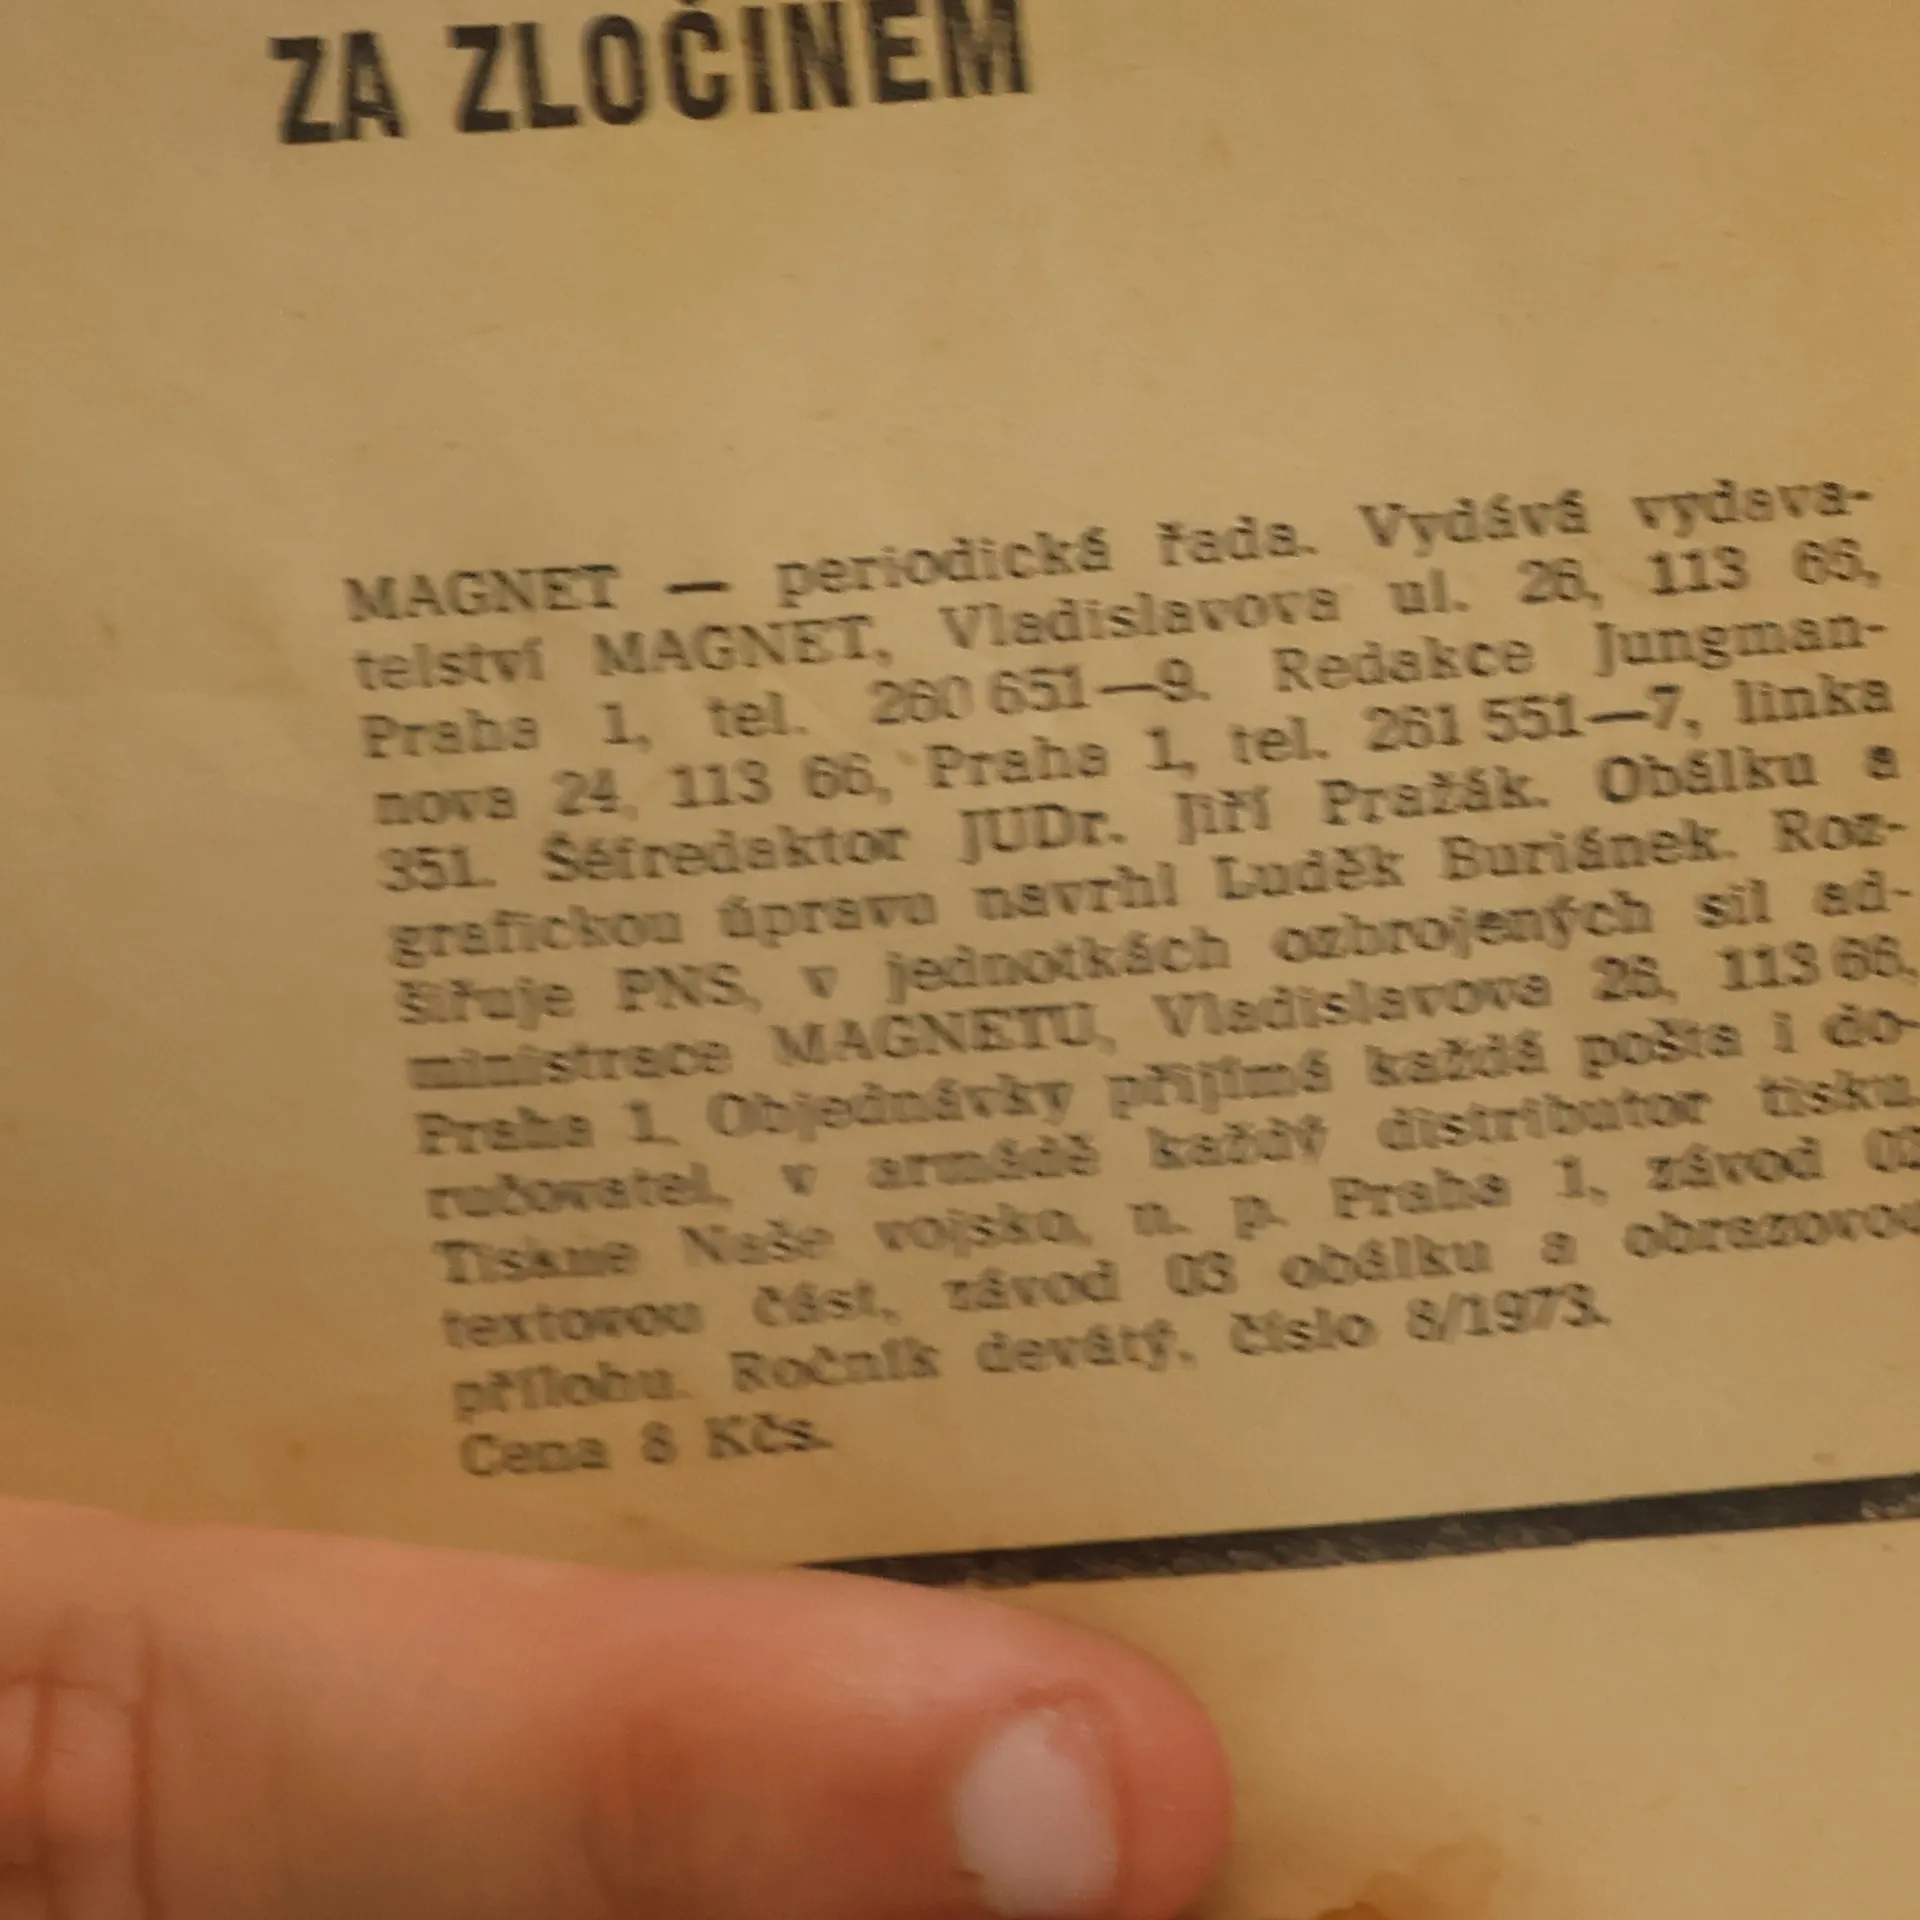 ZA ZLOČINEM
MAGNET — periodická řada. Vydává vydava-
telství MAGNET, Vladislavova ul. 26, 113 66,
Praha 1, tel. 260 651—9. Redakce Jungman-
nova 24, 113 66, Praha 1, tel. 261 551—7, linka
351. Šéfredaktor JUDr. Jiří Pražák. Obálku a
grafickou úpravu navrhl Luděk Buriánek. Roz-
šiřuje PNS, v jednotkách ozbrojených sil ad-
ministrace MAGNETU, Vladislavova 26, 113 66,
Praha 1. Objednávky přijímá každá pošta i do-
ručovatel, v armádě každý distributor tisku.
Tiskne Naše vojsko, n. p. Praha 1, závod 02
textovou část, závod 03 obálku a obrazovou
přílohu. Ročník devátý, číslo 8/1973.
Cena 8 Kčs.